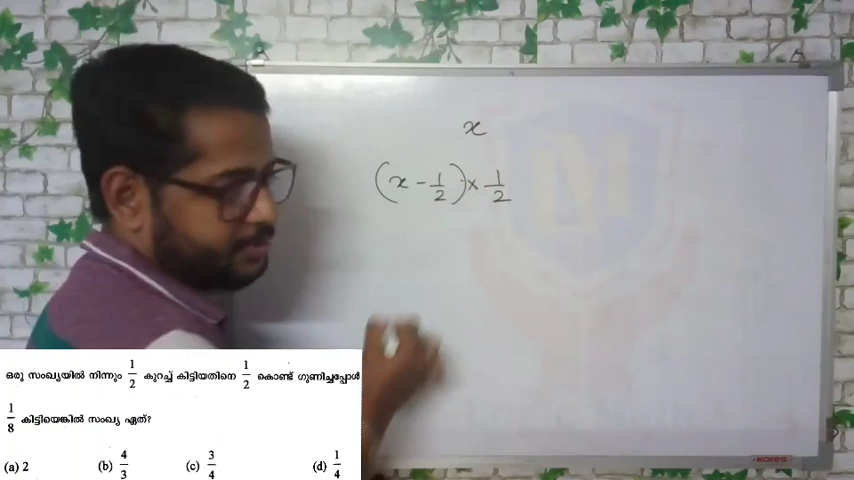 x
(x - 1/2) × 1/2
ഒരു സംഖ്യയിൽ നിന്നും 1/2 കുറച്ച് കിട്ടിയതിനെ 1/2 കൊണ്ട് ഗുണിച്ചപ്പോൾ
1/8 കിട്ടിയെങ്കിൽ സംഖ്യ ഏത്?
(a) 2 (b) 4/3 (c) 3/4 (d) 1/4
KORES